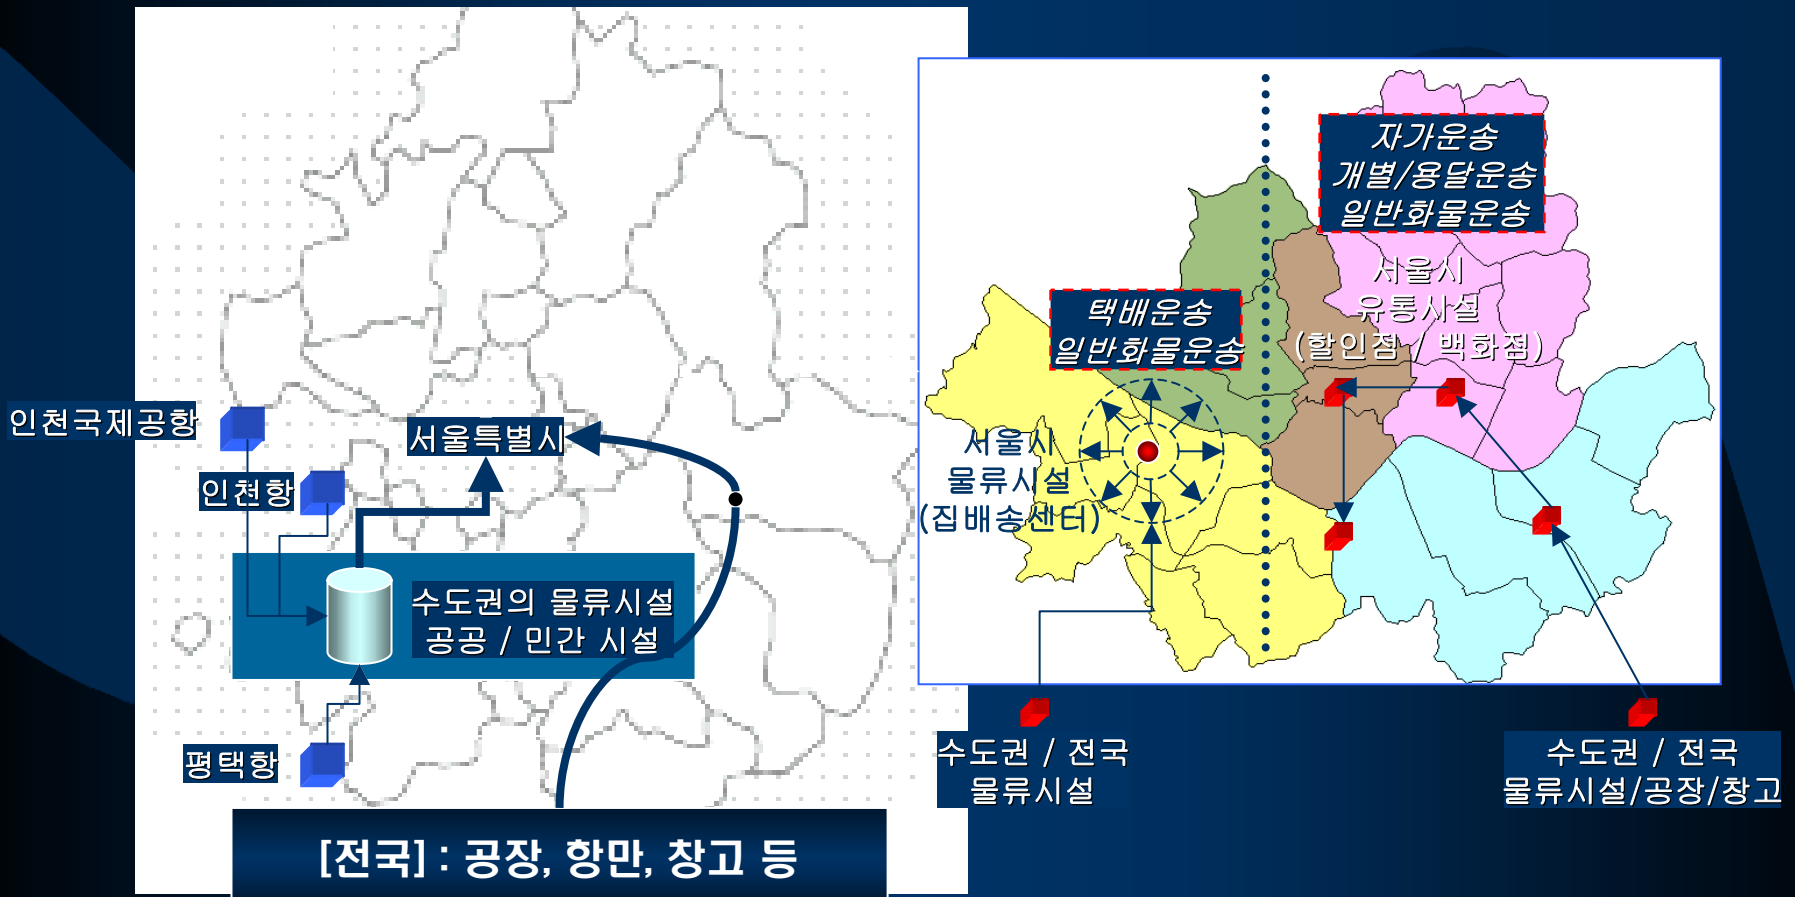 인천국제공항
인천항
서울특별시
수도권의 물류시설
공공 / 민간 시설
평택항
[전국] : 공장, 항만, 창고 등
자가운송
개별/용달운송
일반화물운송
택배운송
일반화물운송
서울시
유통시설
(할인점 / 백화점)
서울시
물류시설
(집배송센터)
수도권 / 전국
물류시설
수도권 / 전국
물류시설/공장/창고